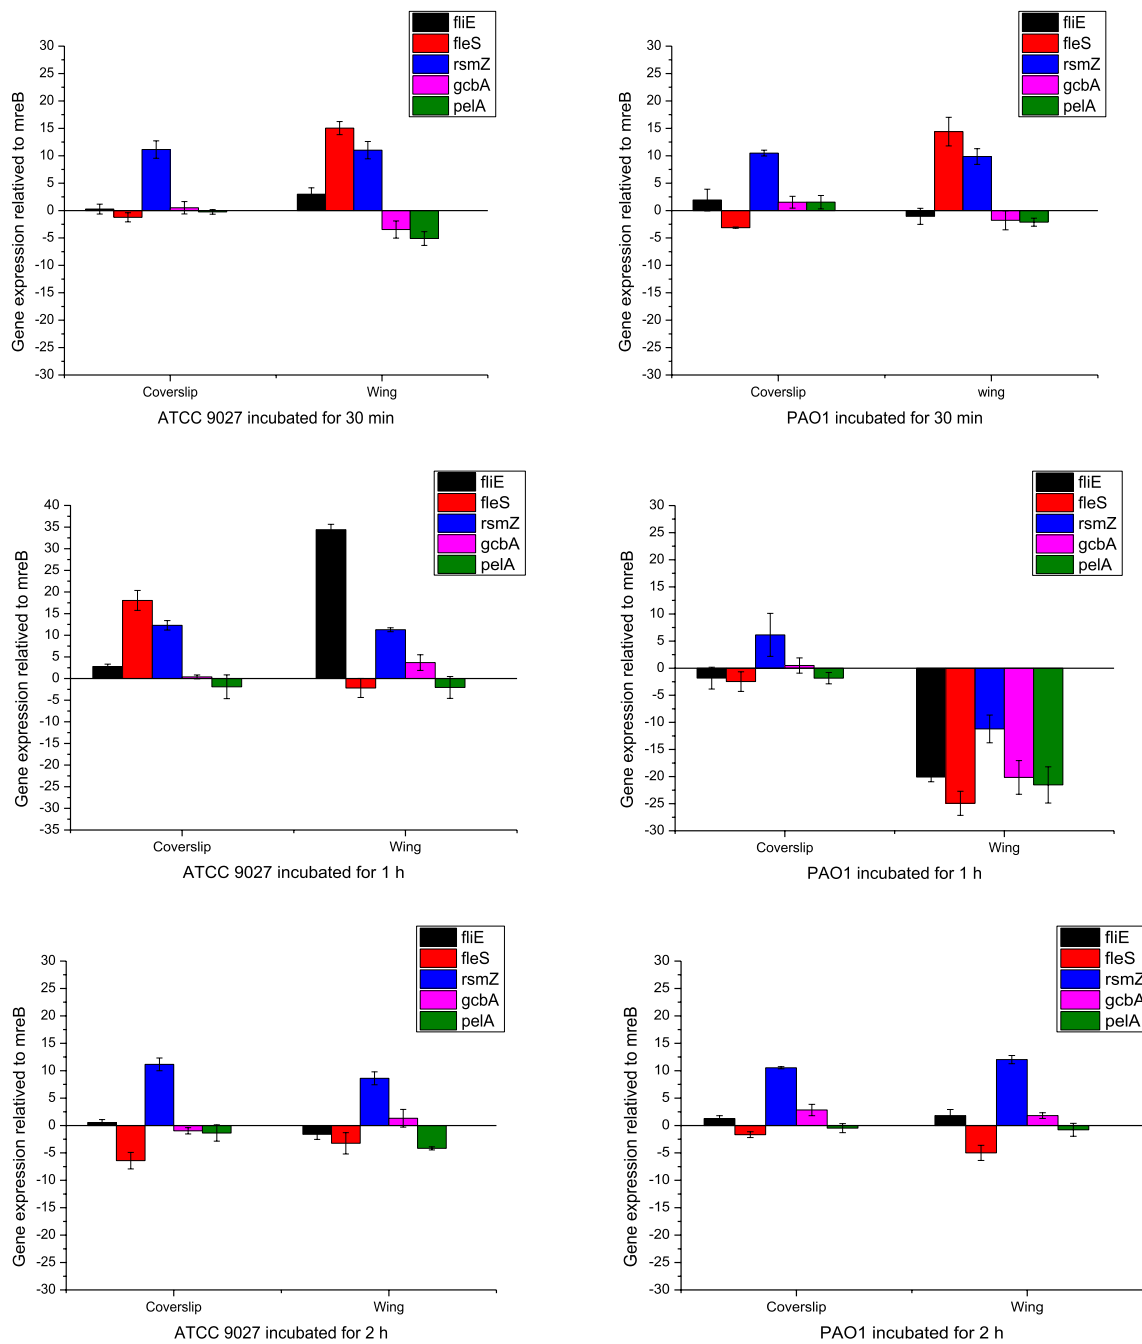 fliE
fleS
rsmZ
gcbA
pelA
30
25
20
15
10
5
0
-5
-10
-15
-20
-25
-30
Gene expression relatived to mreB
Coverslip
Wing
ATCC 9027 incubated for 30 min
fliE
fleS
rsmZ
gcbA
pelA
30
25
20
15
10
5
0
-5
-10
-15
-20
-25
-30
Gene expression relatived to mreB
Coverslip
wing
PAO1 incubated for 30 min
fliE
fleS
rsmZ
gcbA
pelA
40
35
30
25
20
15
10
5
0
-5
-10
-15
-20
-25
-30
-35
Gene expression relatived to mreB
Coverslip
Wing
ATCC 9027 incubated for 1 h
fliE
fleS
rsmZ
gcbA
pelA
30
25
20
15
10
5
0
-5
-10
-15
-20
-25
-30
Gene expression relatived to mreB
Coverslip
Wing
PAO1 incubated for 1 h
fliE
fleS
rsmZ
gcbA
pelA
30
25
20
15
10
5
0
-5
-10
-15
-20
-25
-30
Gene expression relatived to mreB
Coverslip
Wing
ATCC 9027 incubated for 2 h
fliE
fleS
rsmZ
gcbA
pelA
30
25
20
15
10
5
0
-5
-10
-15
-20
-25
-30
Gene expression relatived to mreB
Coverslip
Wing
PAO1 incubated for 2 h